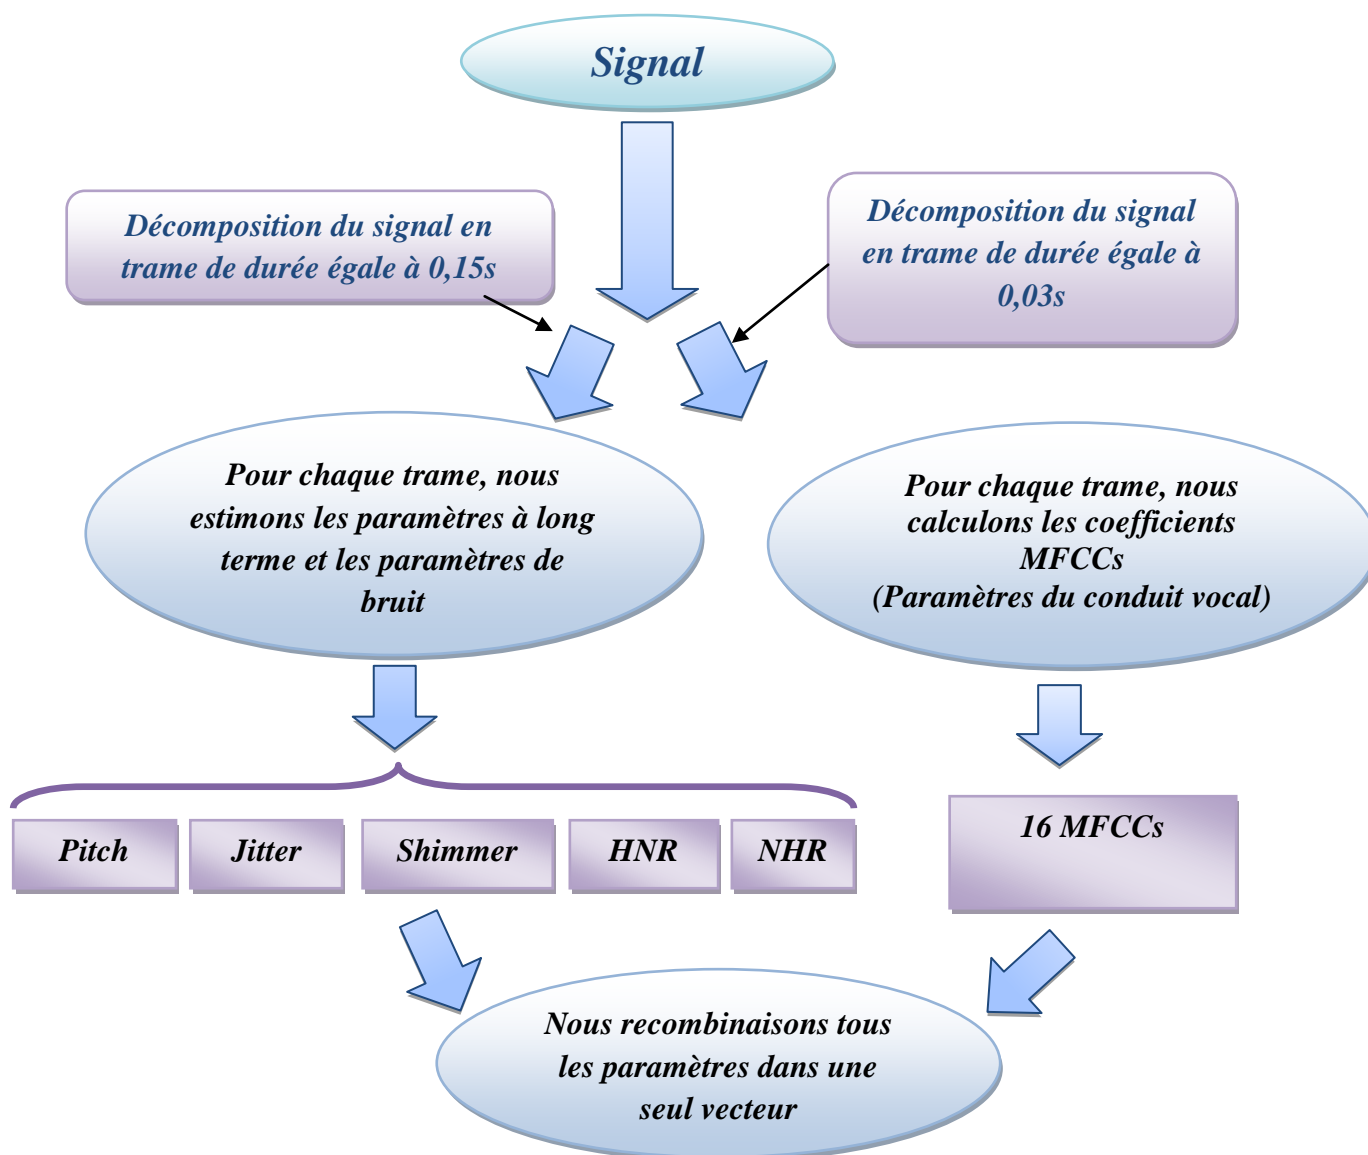 Signal
Décomposition du signal en
trame de durée égale à 0,15s
Décomposition du signal
en trame de durée égale à
0,03s
Pour chaque trame, nous
estimons les paramètres à long
terme et les paramètres de
bruit
Pour chaque trame, nous
calculons les coefficients
MFCCs
(Paramètres du conduit vocal)
Pitch
Jitter
Shimmer
HNR
NHR
16 MFCCs
Nous recombinaisons tous
les paramètres dans une
seul vecteur